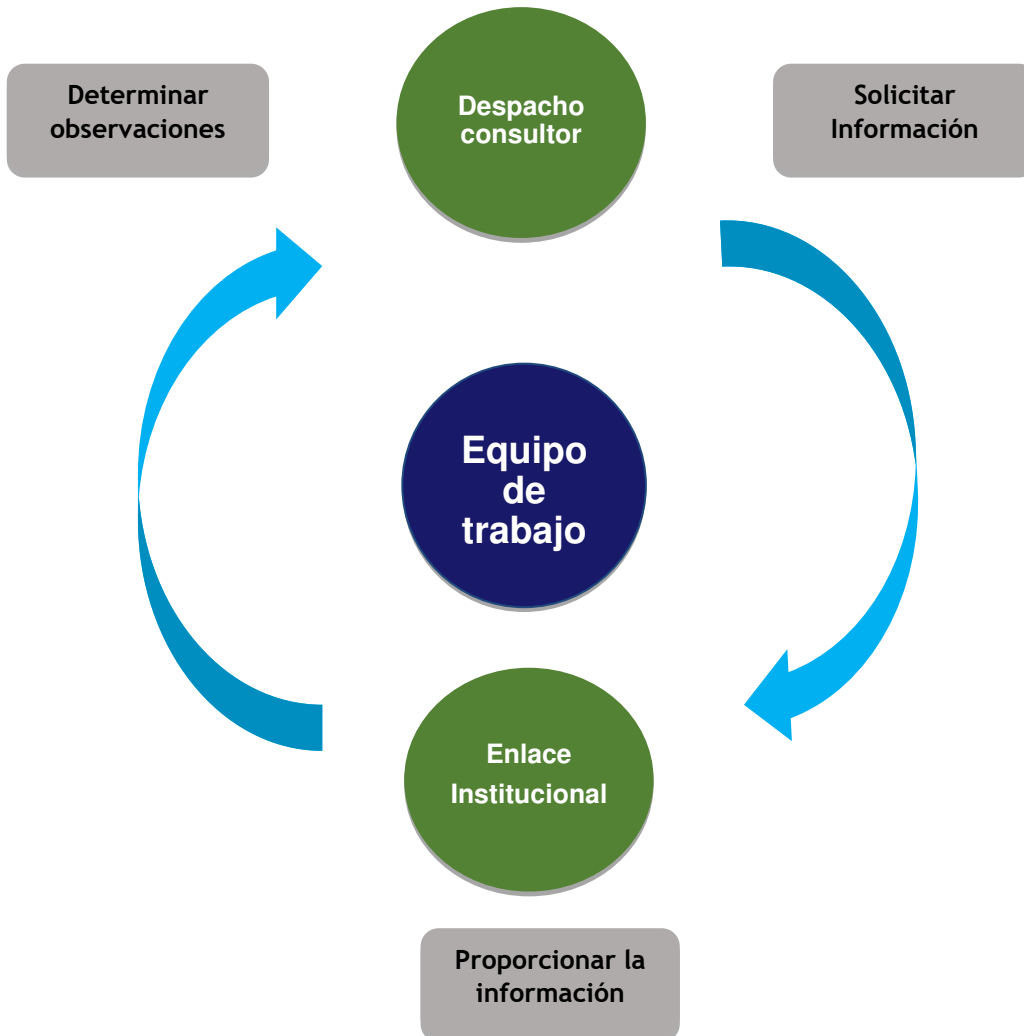 Determinar
observaciones
Despacho
consultor
Solicitar
Información
Equipo
de
trabajo
Enlace
Institucional
Proporcionar la
información